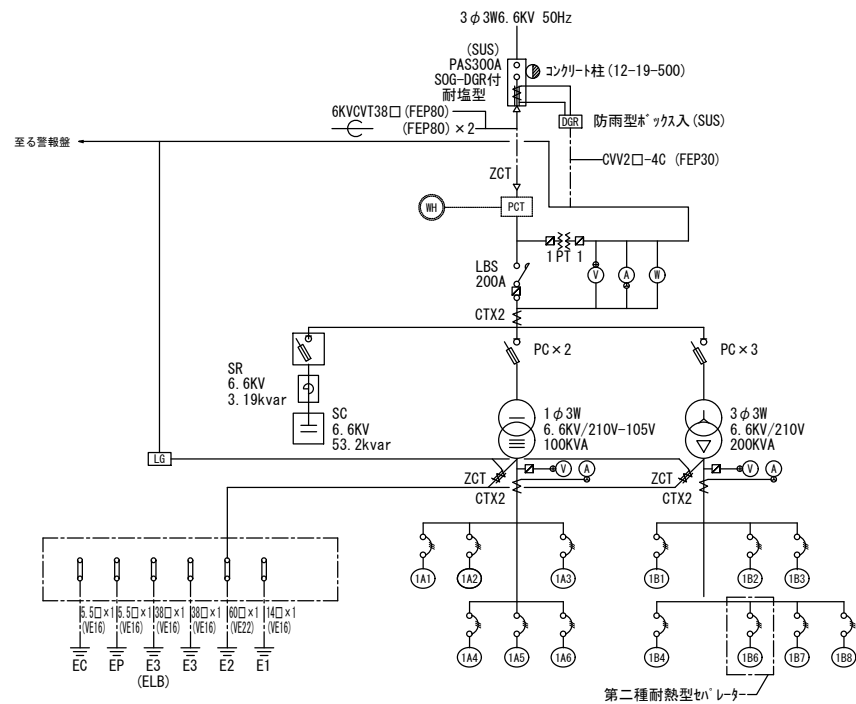 3φ3W6.6KV 50Hz
(SUS)
PAS300A
SOG-DGR付
耐塩型
コンクリート柱(12-19-500)
6KVCVT38□(FEP80)
(FEP80)×2
DGR
防雨型ボックス入(SUS)
至る警報盤
CVV2□-4C (FEP30)
ZCT
WH
PCT
1 PT 1
LBS
200A
V
A
W
CTX2
PC×2
PC×3
SR
6.6KV
3.19kvar
SC
6.6KV
53.2kvar
1φ3W
6.6KV/210V-105V
100KVA
3φ3W
6.6KV/210V
200KVA
LG
ZCT
CTX2
V
A
ZCT
CTX2
V
A
1A1
1A2
1A3
1B1
1B2
1B3
1A4
1A5
1A6
1B4
1B6
1B7
1B8
5.5□×1
(VE16)
5.5□×1
(VE16)
38□×1
(VE16)
38□×1
(VE16)
60□×1
(VE22)
14□×1
(VE16)
EC
EP
E3
(ELB)
E3
E2
E1
第二種耐熱型セパレーター